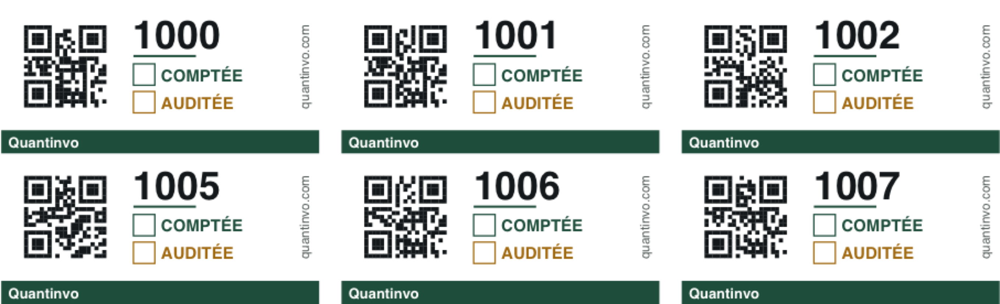 1000
COMPTÉE
AUDITÉE
quantinvo.com
Quantinvo
1001
COMPTÉE
AUDITÉE
quantinvo.com
Quantinvo
1002
COMPTÉE
AUDITÉE
quantinvo.com
Quantinvo
1005
COMPTÉE
AUDITÉE
quantinvo.com
Quantinvo
1006
COMPTÉE
AUDITÉE
quantinvo.com
Quantinvo
1007
COMPTÉE
AUDITÉE
quantinvo.com
Quantinvo